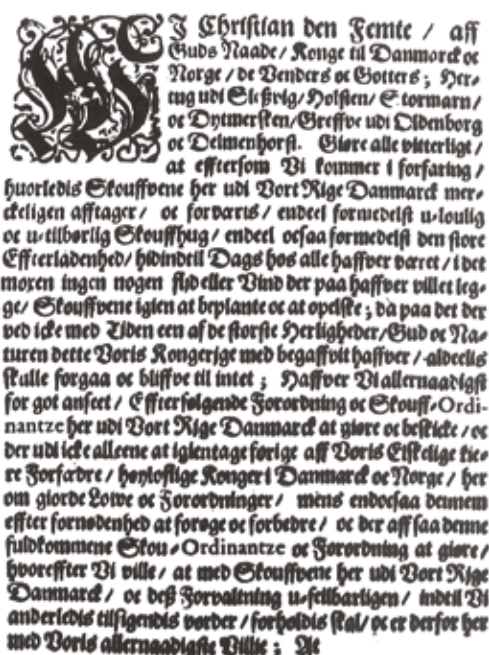 WJ Christian den Femte / aff
Guds Naade / Konge til Danmarck oc
Norge / de Venders oc Gotters ; Her-
tug udi Sleßvig / Holsten / Stormarn /
oc Dytmersken / Greffve udi Oldenborg
oc Delmenhorst. Giøre alle vitterligt /
at efftersom Vi kommer i forfaring /
huorledis Skouffvene her udi Vort Rige Danmarck mer-
ckeligen afftager / oc forværris / endeel formedelst u-loulig
oc u-tilbørlig Skouffhug / endeel ocsaa formedelst den store
Effterladenhed / hidindtil Dags hos alle haffver været / i det
moxen ingen nogen flid eller Vind der paa haffver villet leg-
ge / Skouffvene igien at beplante oc at opelske ; da paa det der
ved icke med Tiden een af de største Herligheder / Gud oc Na-
turen dette Voris Kongerige med begaffvit haffver / aldeelis
skulle forgaa oc bliffve til intet ; Haffver Vi allernaadigst
for got anseet / Effterfølgende Forordning oc Skouff-Ordi-
nantze her udi Vort Rige Danmarck at giøre oc besticke / oc
der udi icke alleene at igientage forige aff Voris Elskelige kie-
re Forfædre / høyloflige Konger i Danmarck oc Norge / her
om giorde Lowe oc Forordninger / mens endocsaa dennem
effter fornødenhed at forøge oc forbedre / oc der aff saa denne
fuldkommene Skou-Ordinantze oc Forordning at giøre /
hvoreffter Vi ville / at med Skouffvene her udi Vort Rige
Danmarck / oc deß Forvaltning u-feilbarligen / indtil Vi
anderledis tilsigendis vorder / forholdis skal / oc er derfor her
med Voris allernaadigste Villie ; At